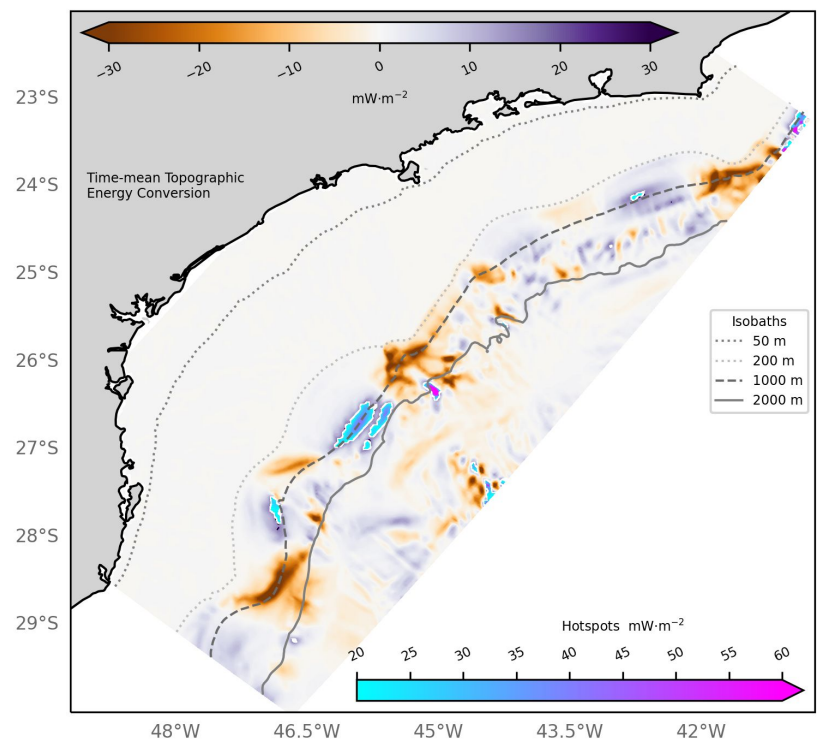 −30 −20 −10 0 10 20 30
mW·m⁻²
Time-mean Topographic
Energy Conversion
23°S
24°S
25°S
26°S
27°S
28°S
29°S
Isobaths
50 m
200 m
1000 m
2000 m
Hotspots mW·m⁻²
20 25 30 35 40 45 50 55 60
48°W 46.5°W 45°W 43.5°W 42°W